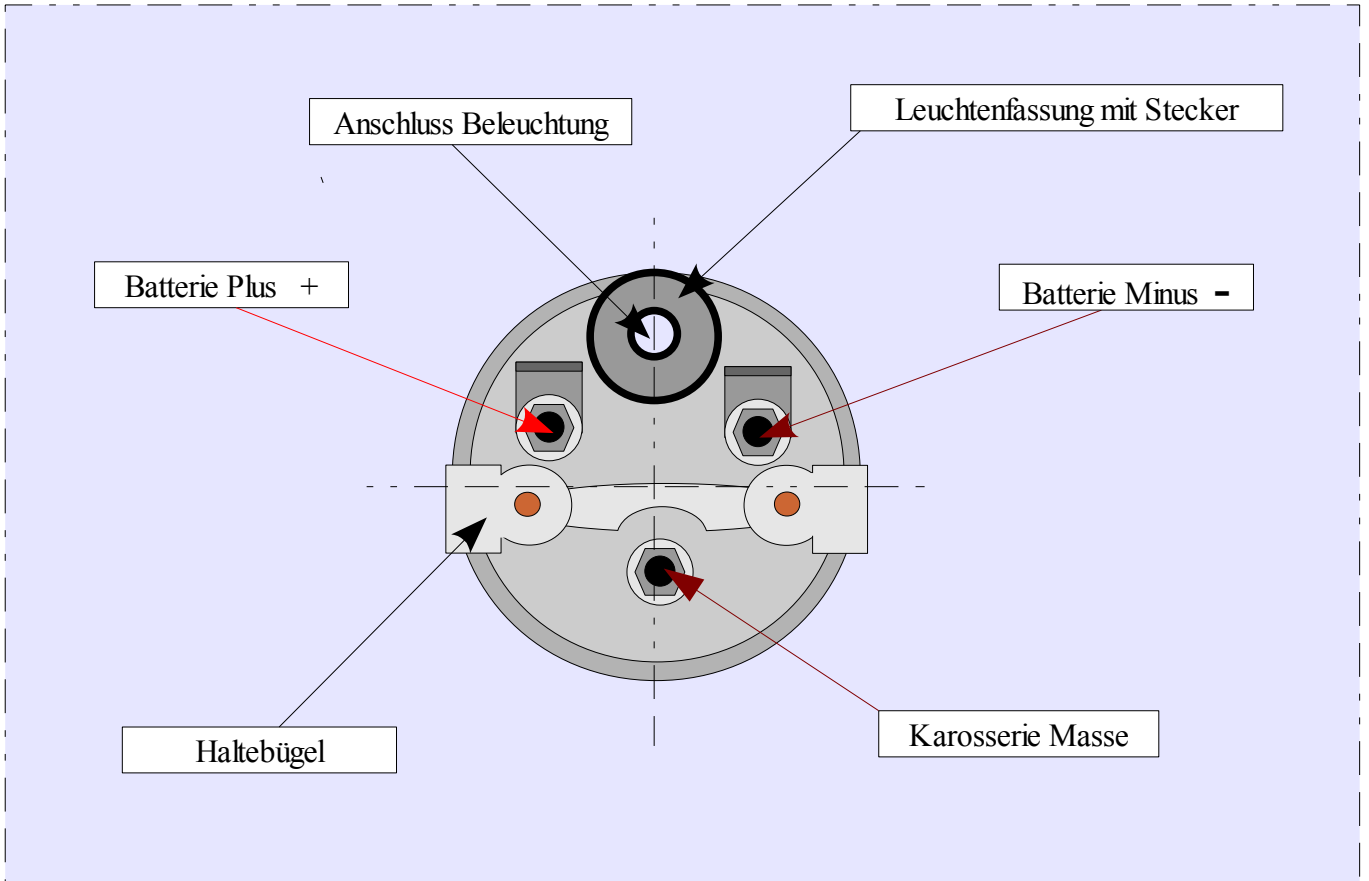 Anschluss Beleuchtung
Leuchtenfassung mit Stecker
Batterie Plus +
Batterie Minus -
Haltebügel
Karosserie Masse